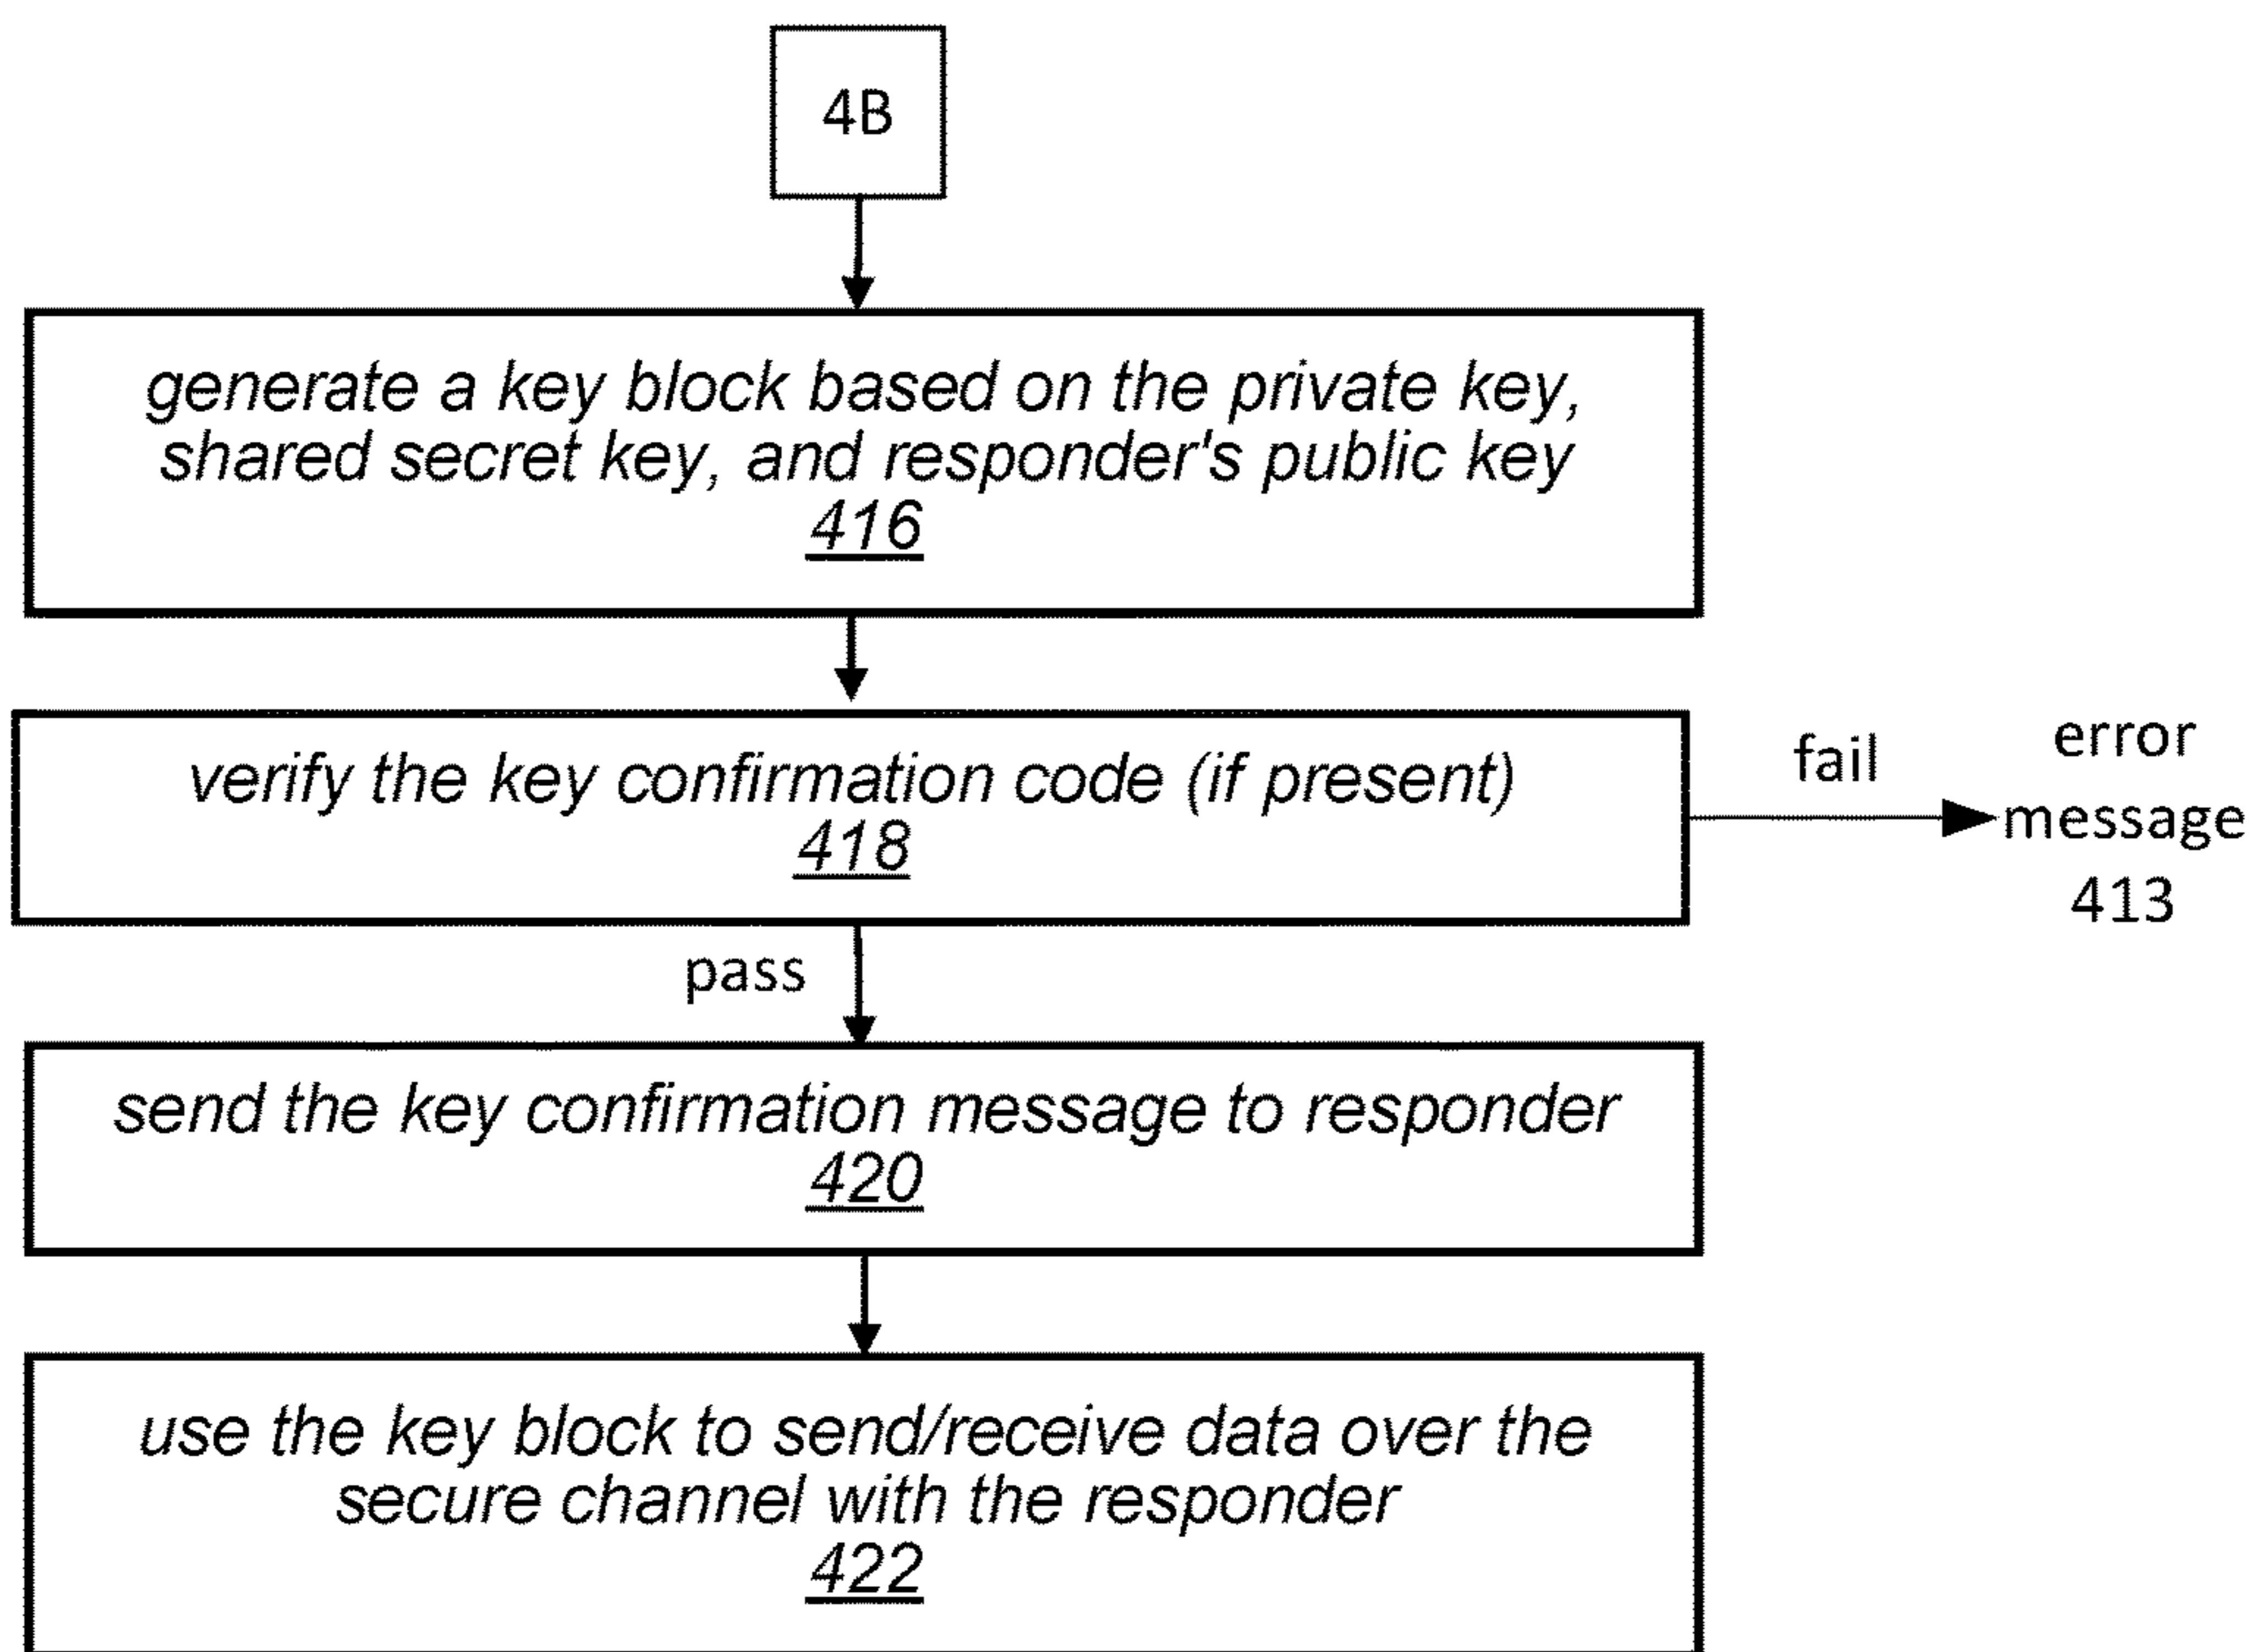 4B
generate a key block based on the private key,
shared secret key, and responder's public key
416
verify the key confirmation code (if present)
418
fail
error
message
413
pass
send the key confirmation message to responder
420
use the key block to send/receive data over the
secure channel with the responder
422